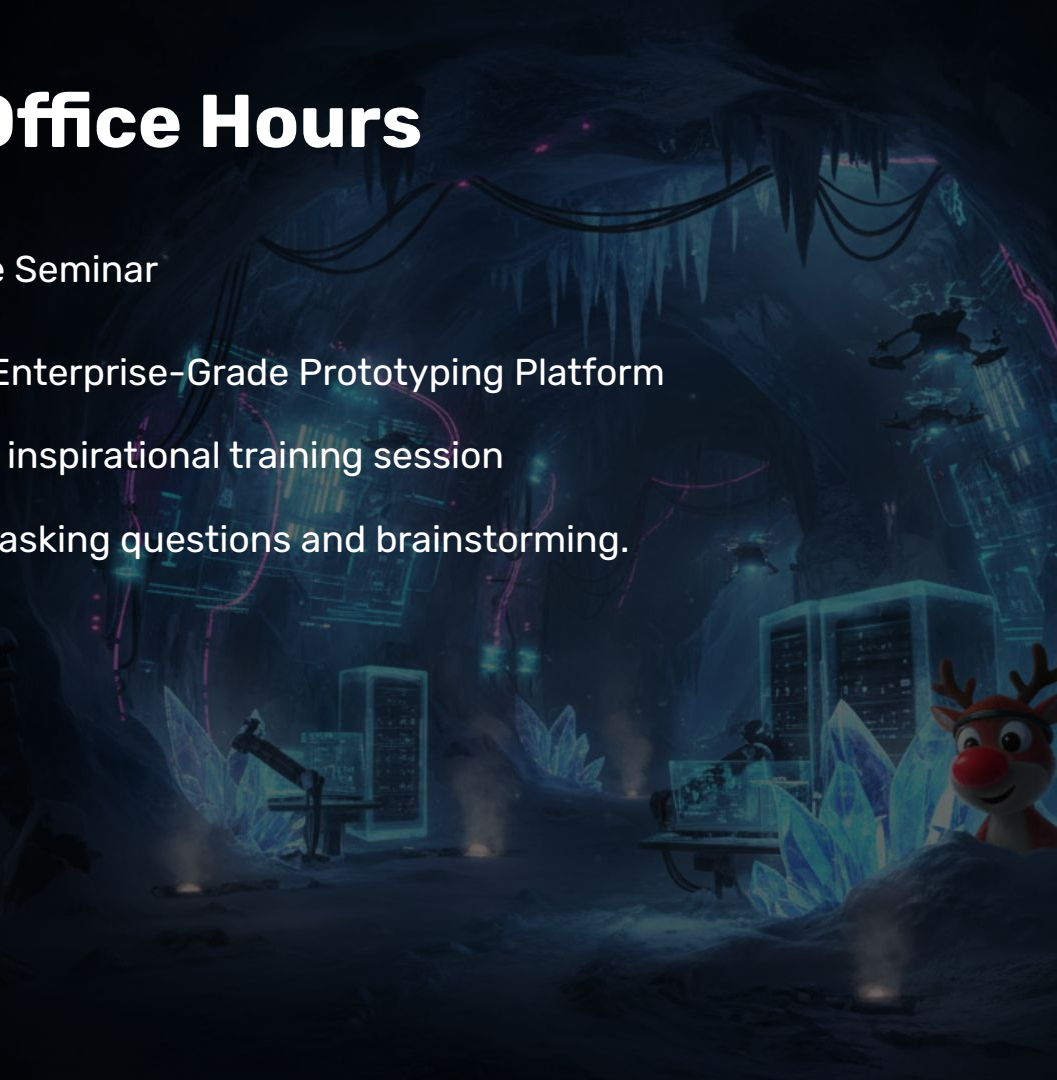 Office Hours
Seminar
Enterprise-Grade Prototyping Platform
inspirational training session
asking questions and brainstorming.